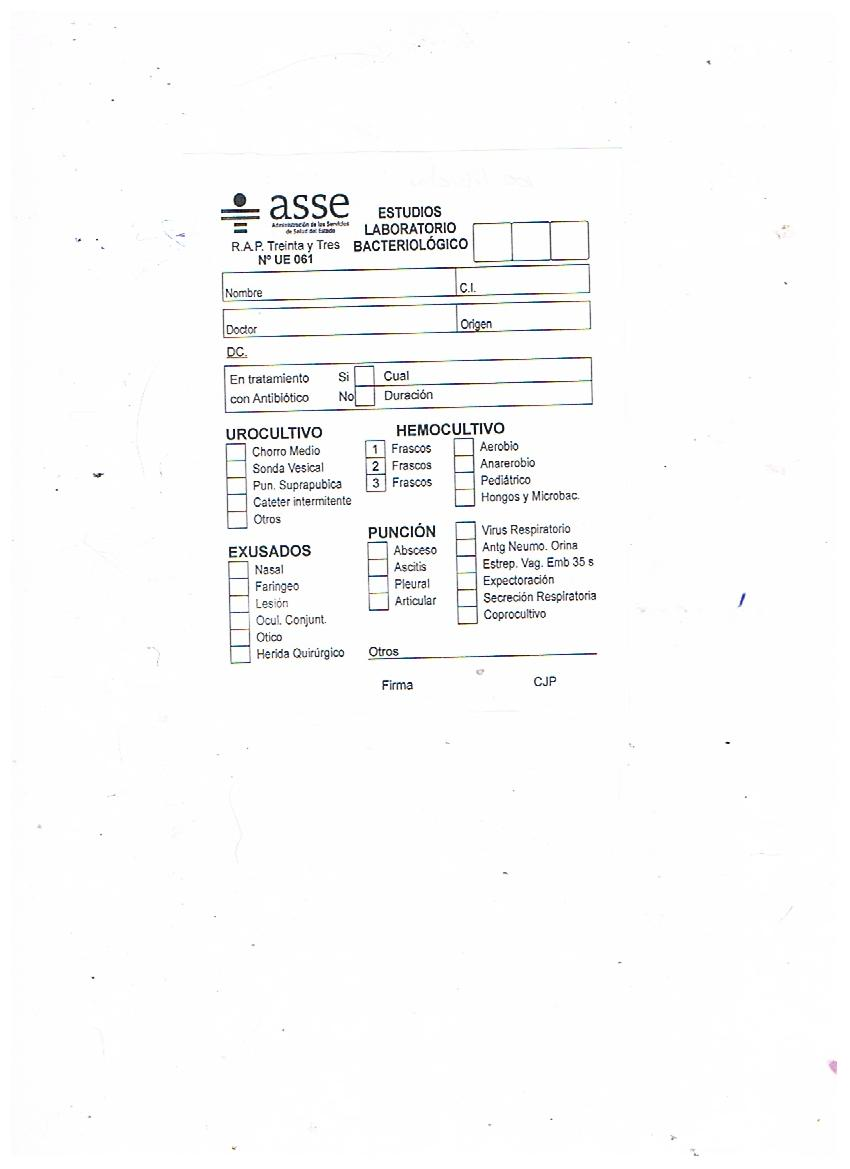 asse
Administración de los Servicios
de Salud del Estado
R.A.P. Treinta y Tres
Nº UE 061
ESTUDIOS
LABORATORIO
BACTERIOLÓGICO
Nombre
C.I.
Doctor
Origen
DC.
En tratamiento Si Cual
con Antibiótico No Duración
UROCULTIVO
Chorro Medio
Sonda Vesical
Pun. Suprapubica
Cateter intermitente
Otros
HEMOCULTIVO
1 Frascos
2 Frascos
3 Frascos
Aerobio
Anarerobio
Pediátrico
Hongos y Microbac.
EXUSADOS
Nasal
Faringeo
Lesión
Ocul. Conjunt.
Otico
Herida Quirúrgico
PUNCIÓN
Absceso
Ascitis
Pleural
Articular
Virus Respiratorio
Antg Neumo. Orina
Estrep. Vag. Emb 35 s
Expectoración
Secreción Respiratoria
Coprocultivo
Otros
Firma
CJP